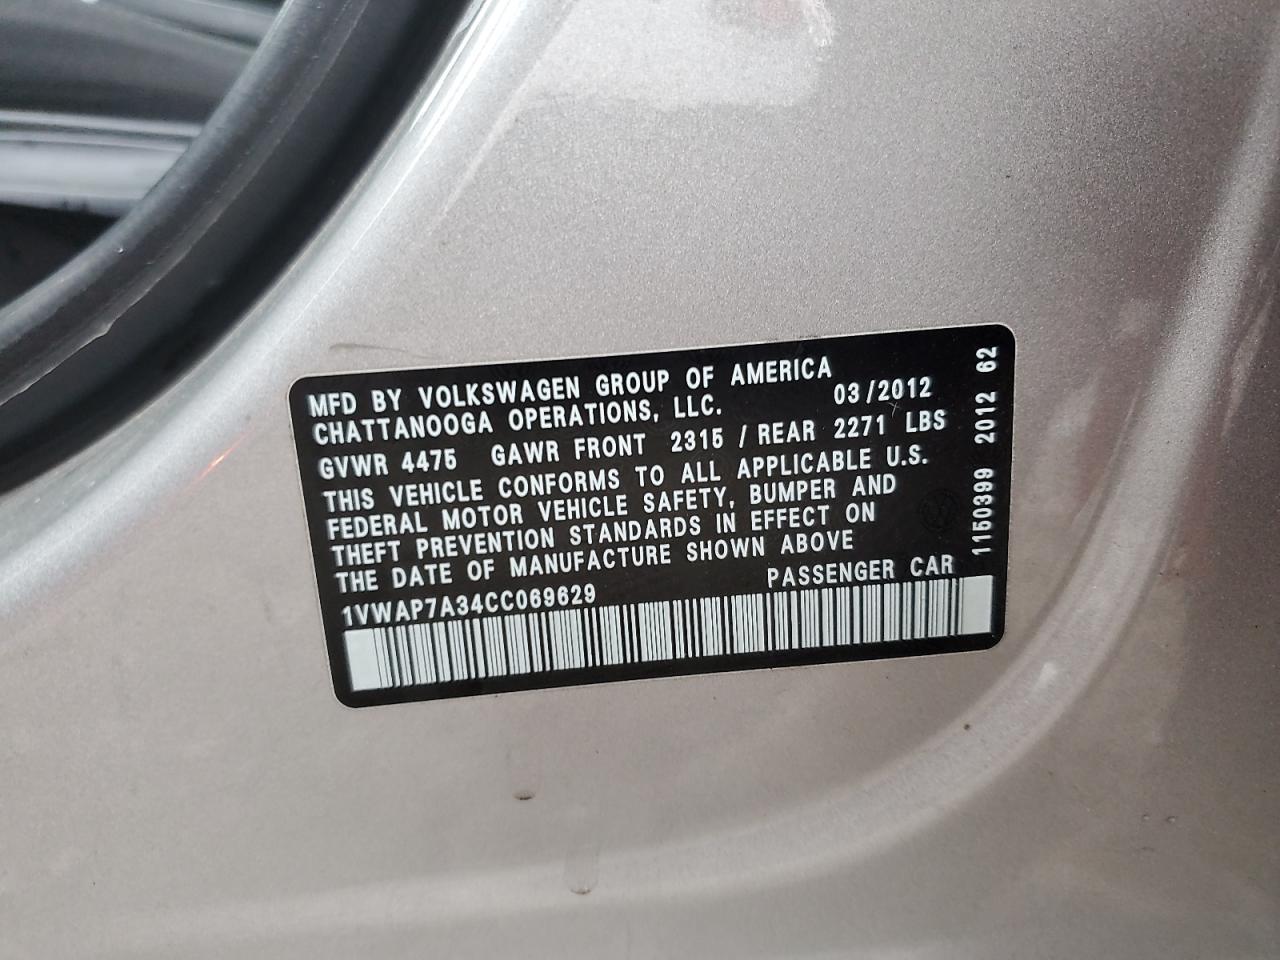 MFD BY VOLKSWAGEN GROUP OF AMERICA
CHATTANOOGA OPERATIONS, LLC. 03/2012
GVWR 4475 GAWR FRONT 2315 / REAR 2271 LBS
THIS VEHICLE CONFORMS TO ALL APPLICABLE U.S.
FEDERAL MOTOR VEHICLE SAFETY, BUMPER AND
THEFT PREVENTION STANDARDS IN EFFECT ON
THE DATE OF MANUFACTURE SHOWN ABOVE
1VWAP7A34CC069629 PASSENGER CAR
1150399 2012 62